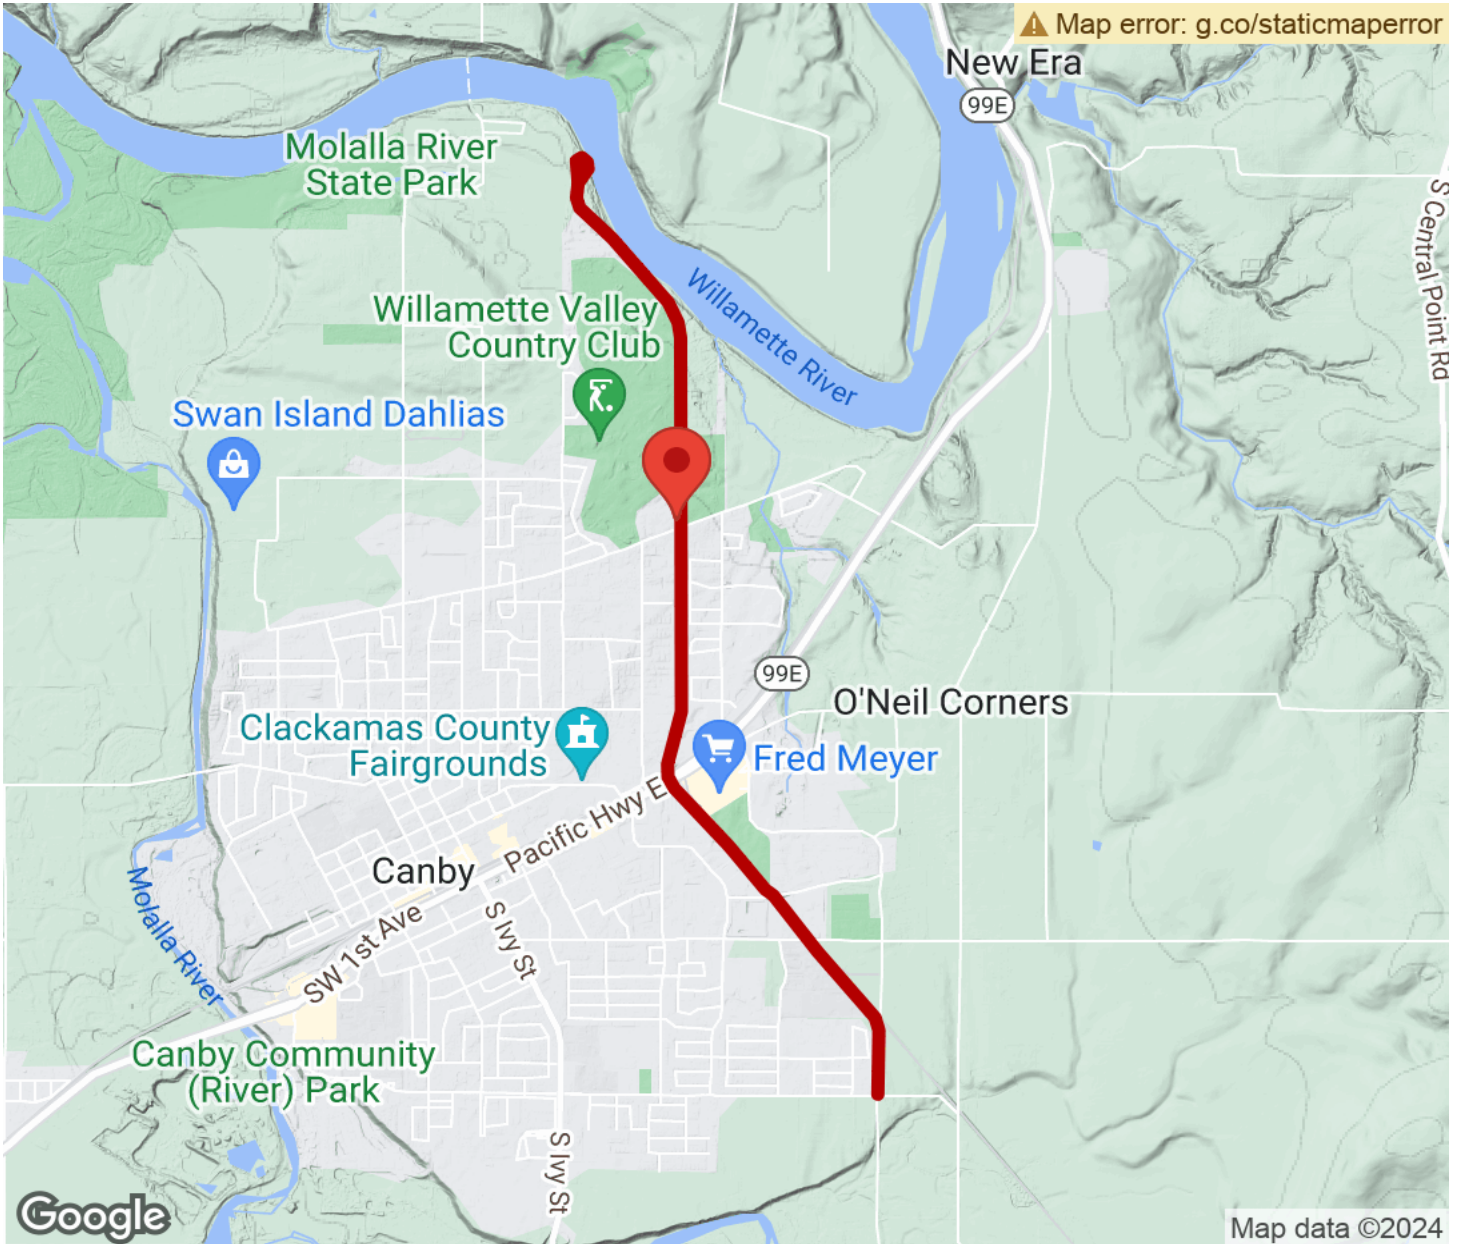 Map error: g.co/staticmaperror
New Era
99E
Molalla River
State Park
S Central Point Rd
Willamette River
Willamette Valley
Country Club
Swan Island Dahlias
99E
O'Neil Corners
Clackamas County
Fairgrounds
Fred Meyer
Pacific Hwy E
Canby
Molalla River
SW 1st Ave
S Ivy St
Canby Community
(River) Park
S Ivy St
Google
Map data ©2024